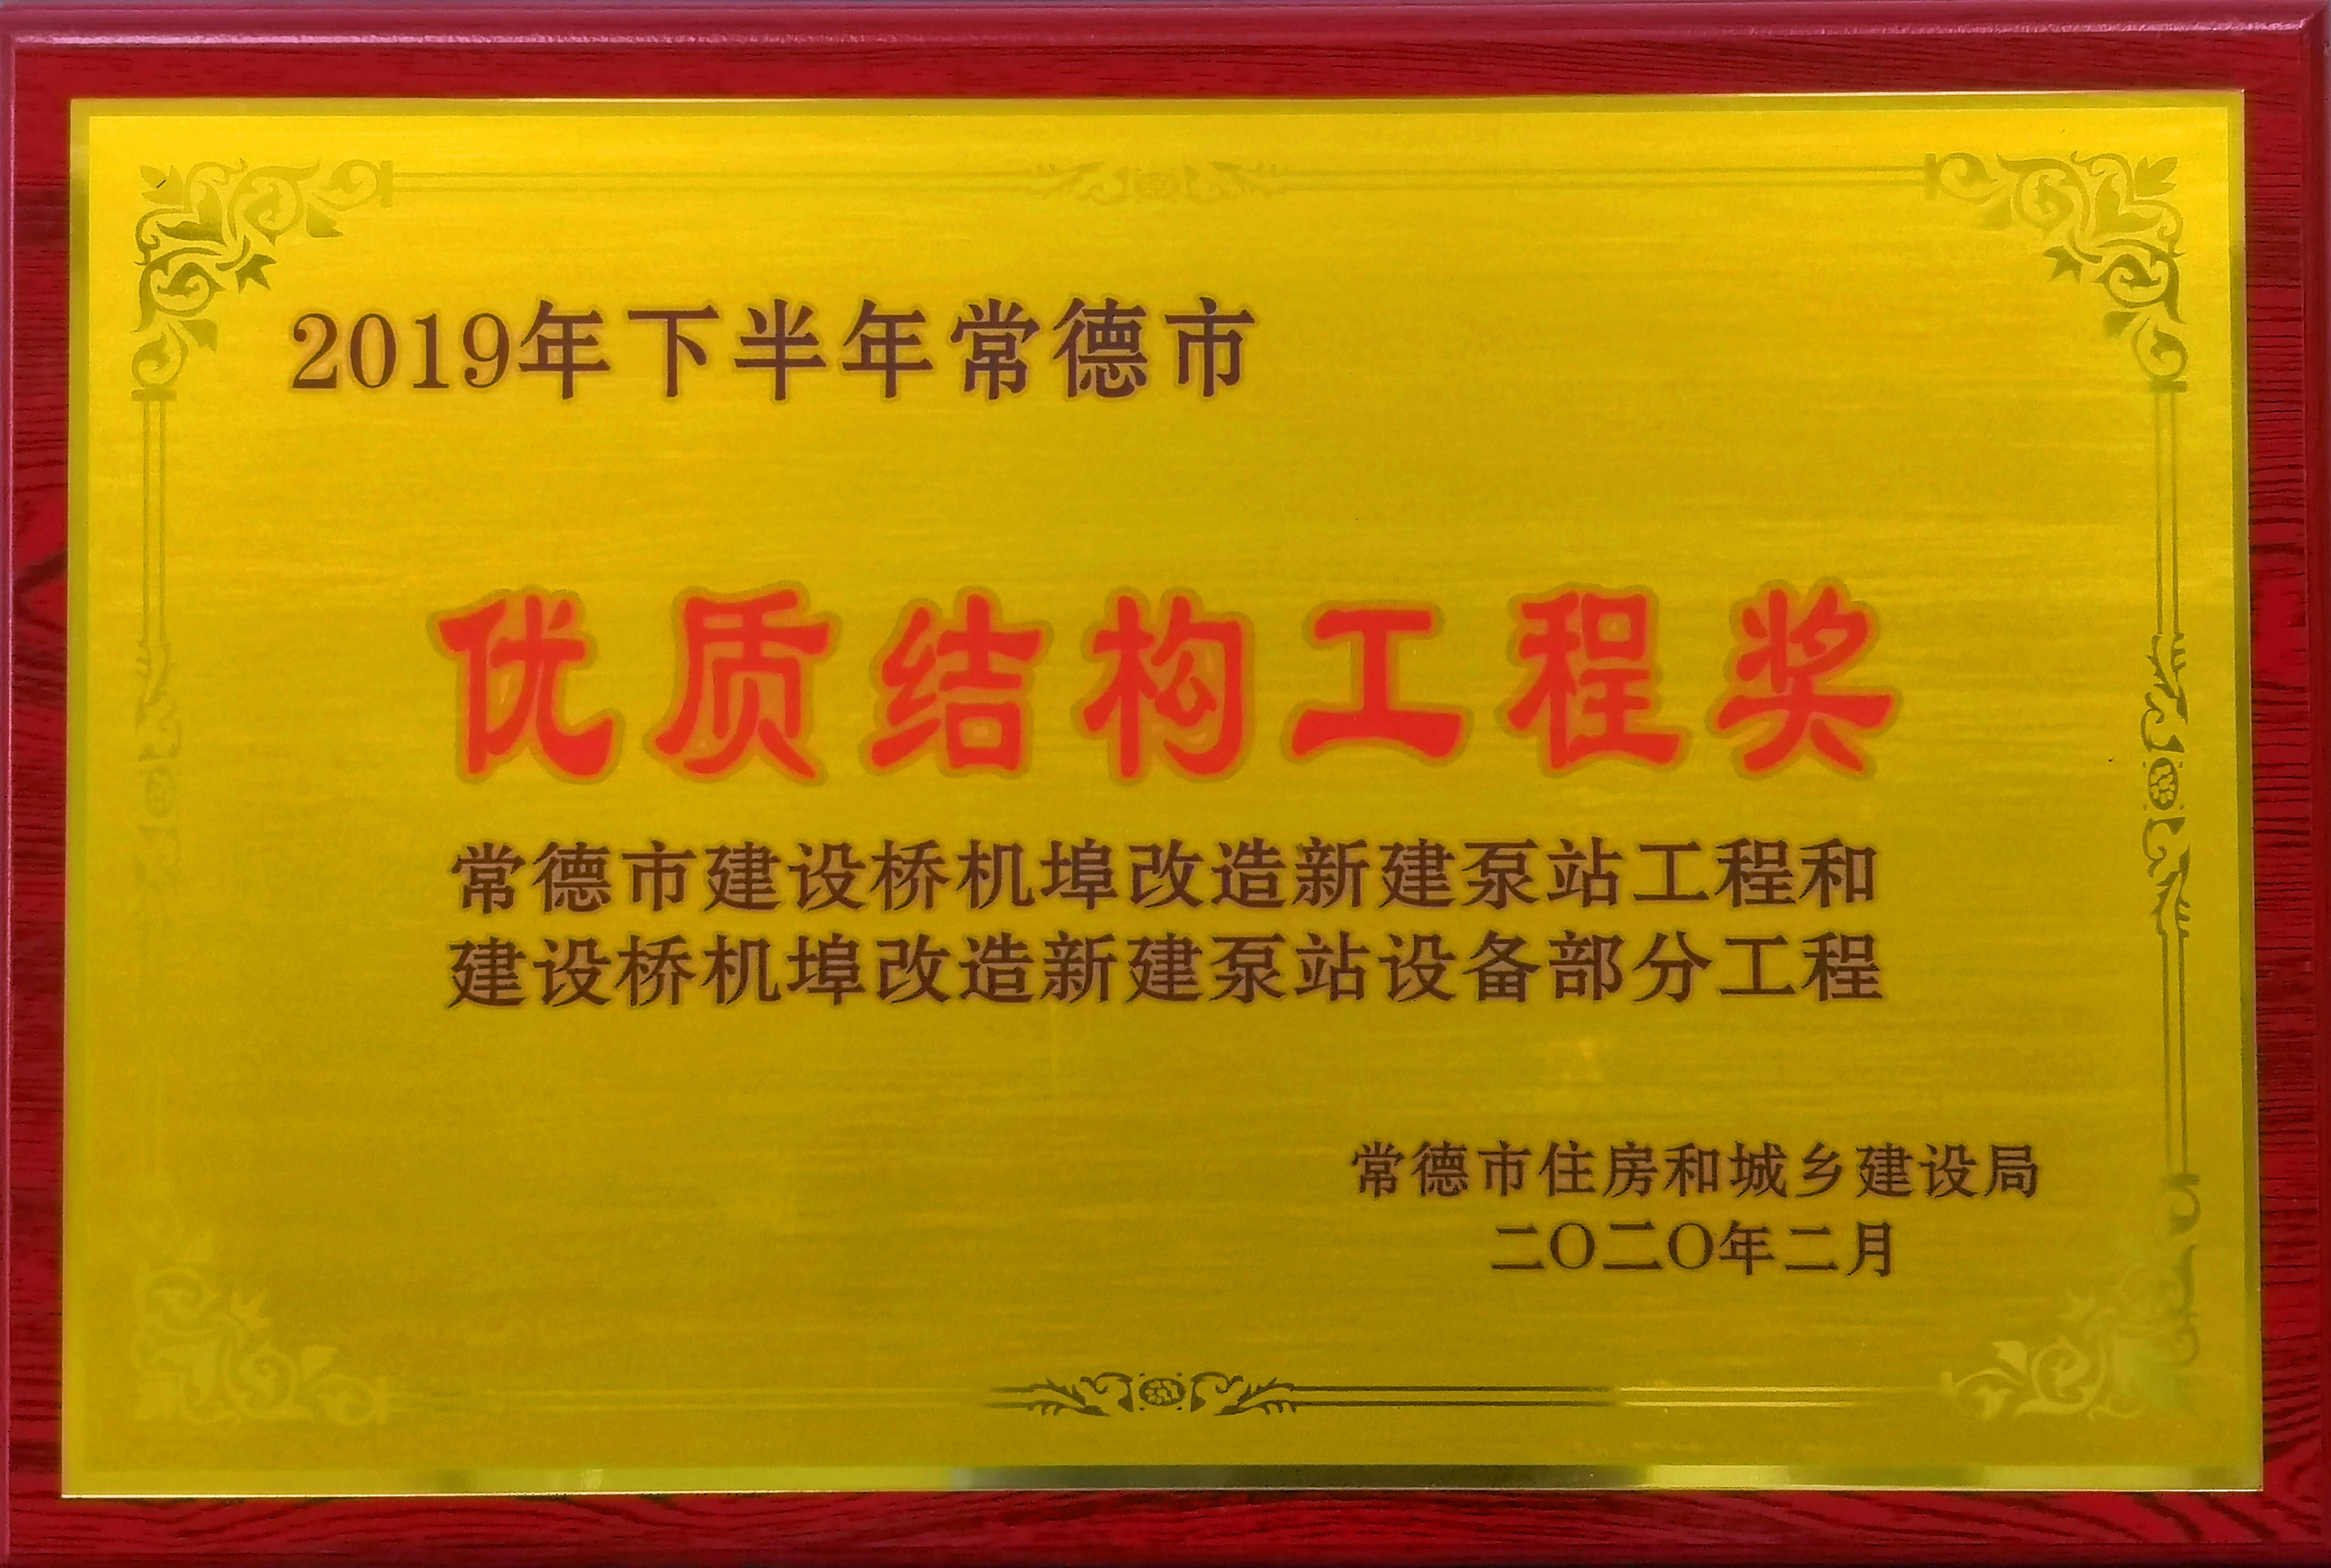 2019年下半年常德市
优质结构工程奖
常德市建设桥机埠改造新建泵站工程和
建设桥机埠改造新建泵站设备部分工程
常德市住房和城乡建设局
二〇二〇年二月